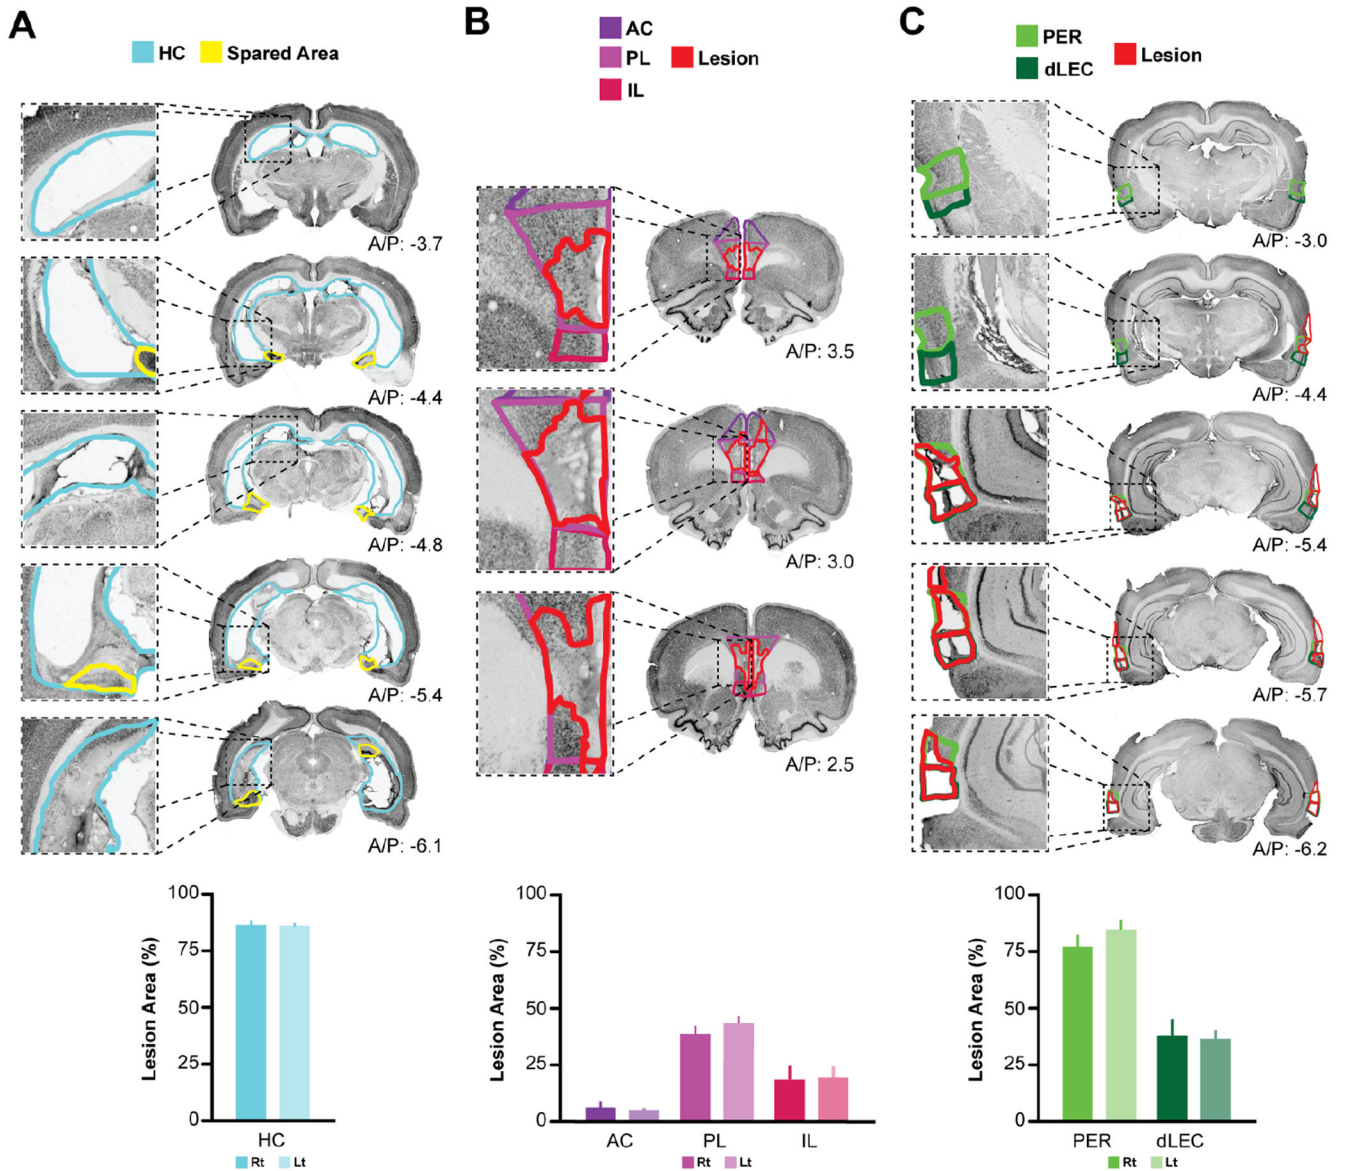 A
HC
Spared Area
A/P: -3.7
A/P: -4.4
A/P: -4.8
A/P: -5.4
A/P: -6.1
100
75
50
25
0
Lesion Area (%)
HC
Rt
Lt
B
AC
PL
IL
Lesion
A/P: 3.5
A/P: 3.0
A/P: 2.5
100
75
50
25
0
Lesion Area (%)
AC
PL
IL
Rt
Lt
C
PER
dLEC
Lesion
A/P: -3.0
A/P: -4.4
A/P: -5.4
A/P: -5.7
A/P: -6.2
100
75
50
25
0
Lesion Area (%)
PER
dLEC
Rt
Lt